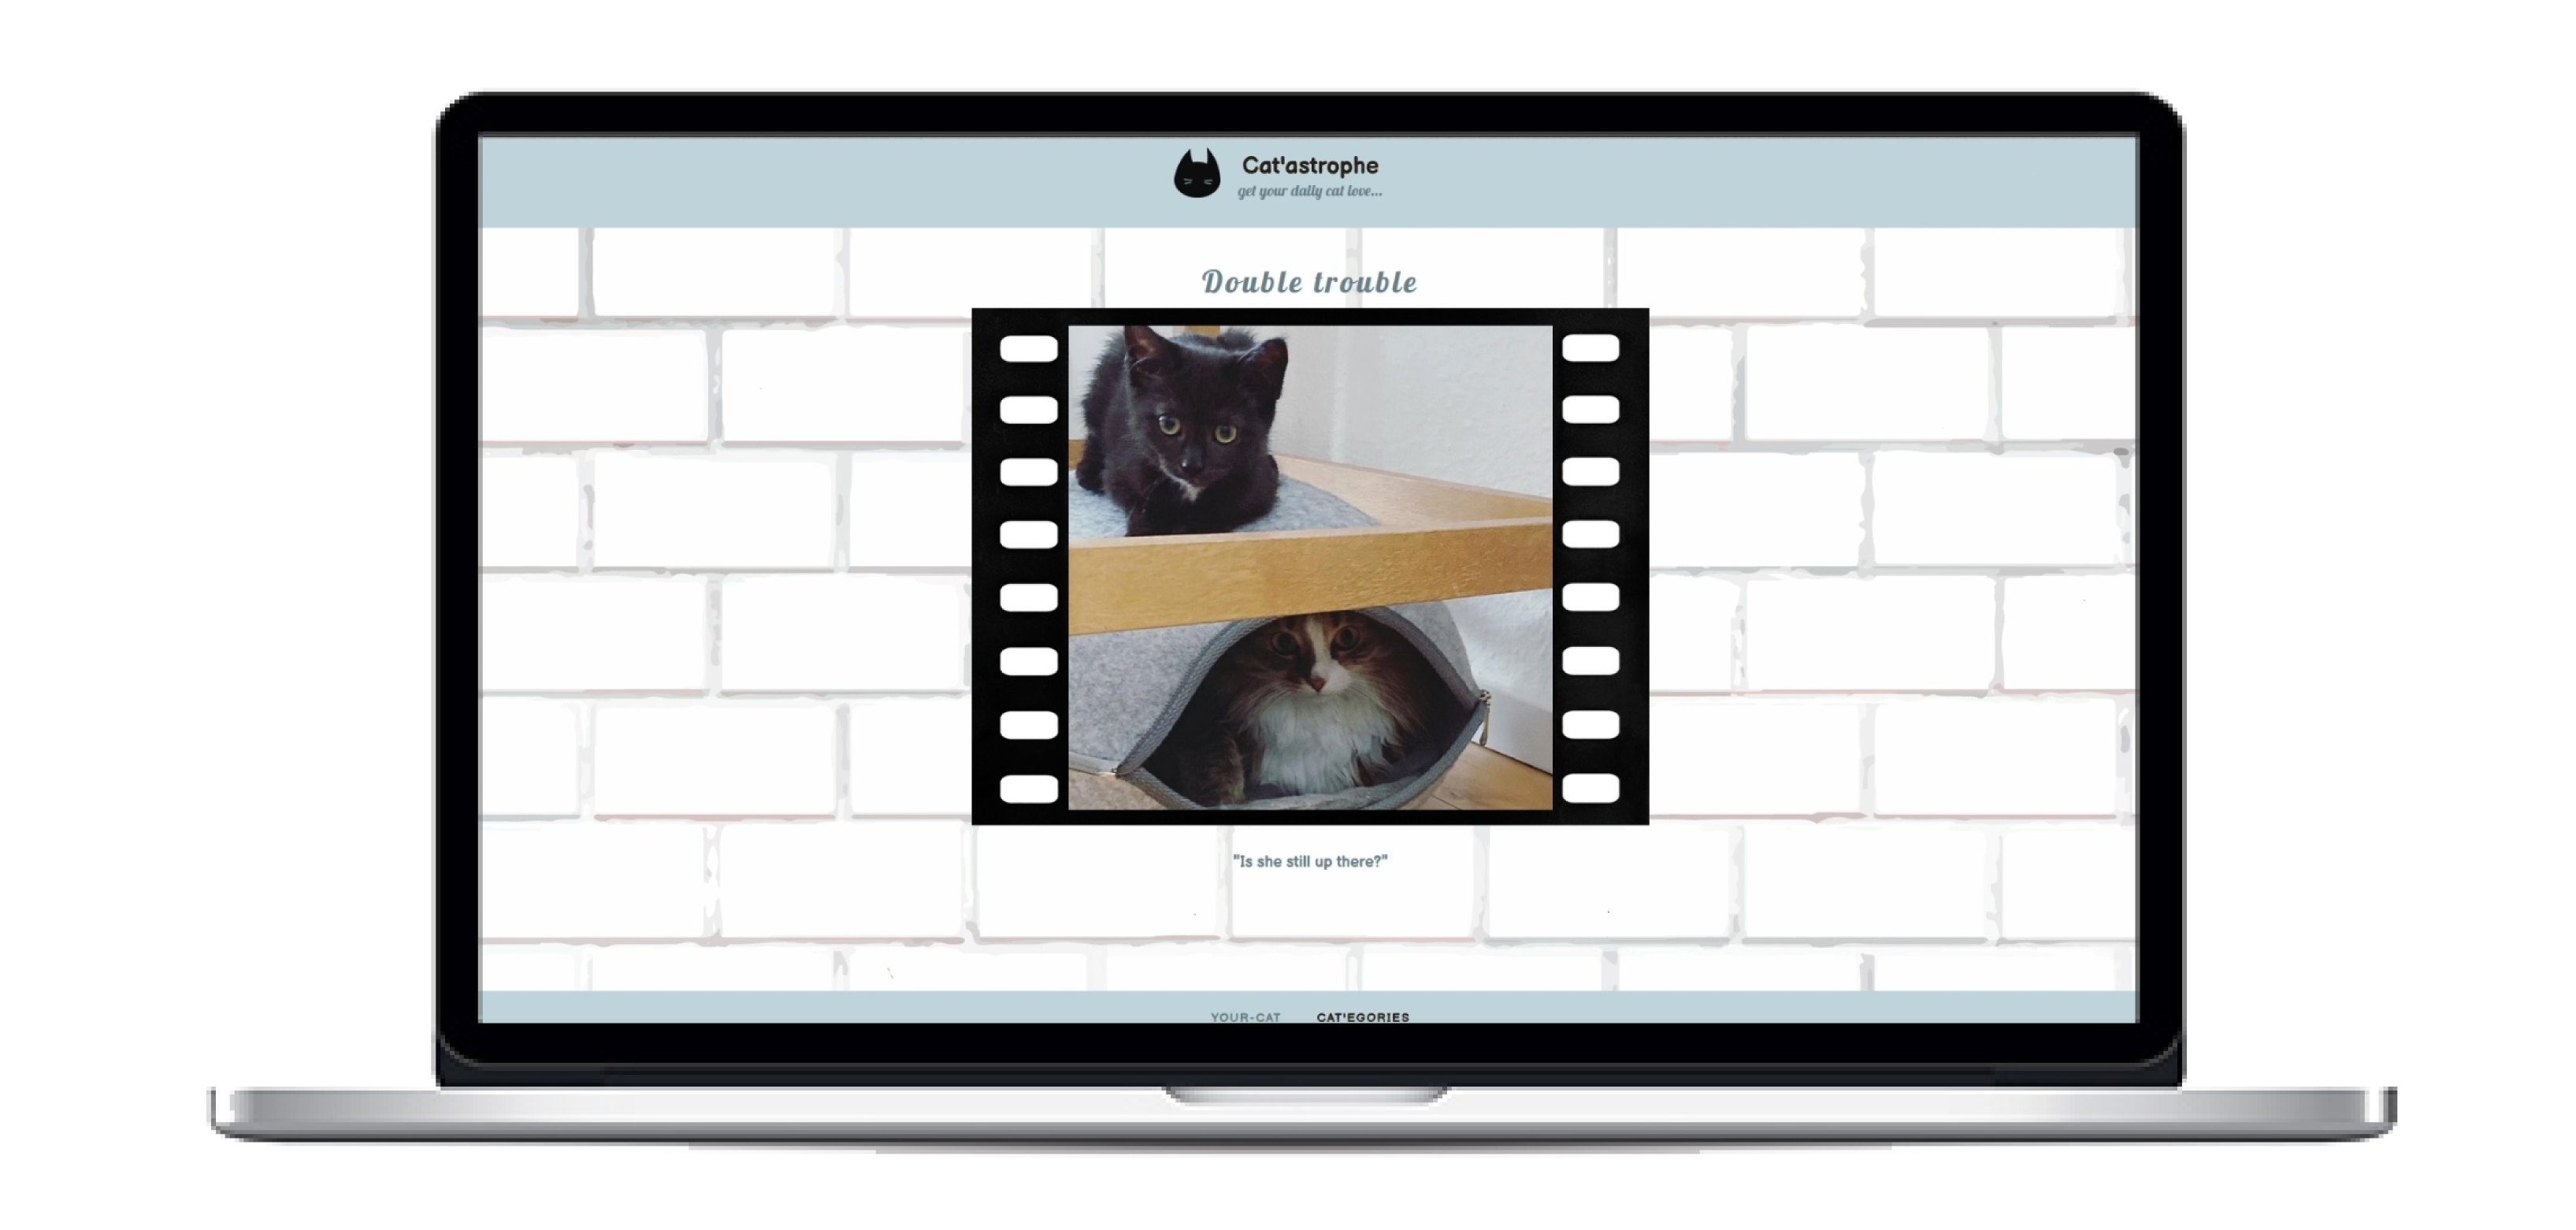 Cat'astrophe
get your daily cat love...
Double trouble
"Is she still up there?"
YOUR-CAT CAT'EGORIES